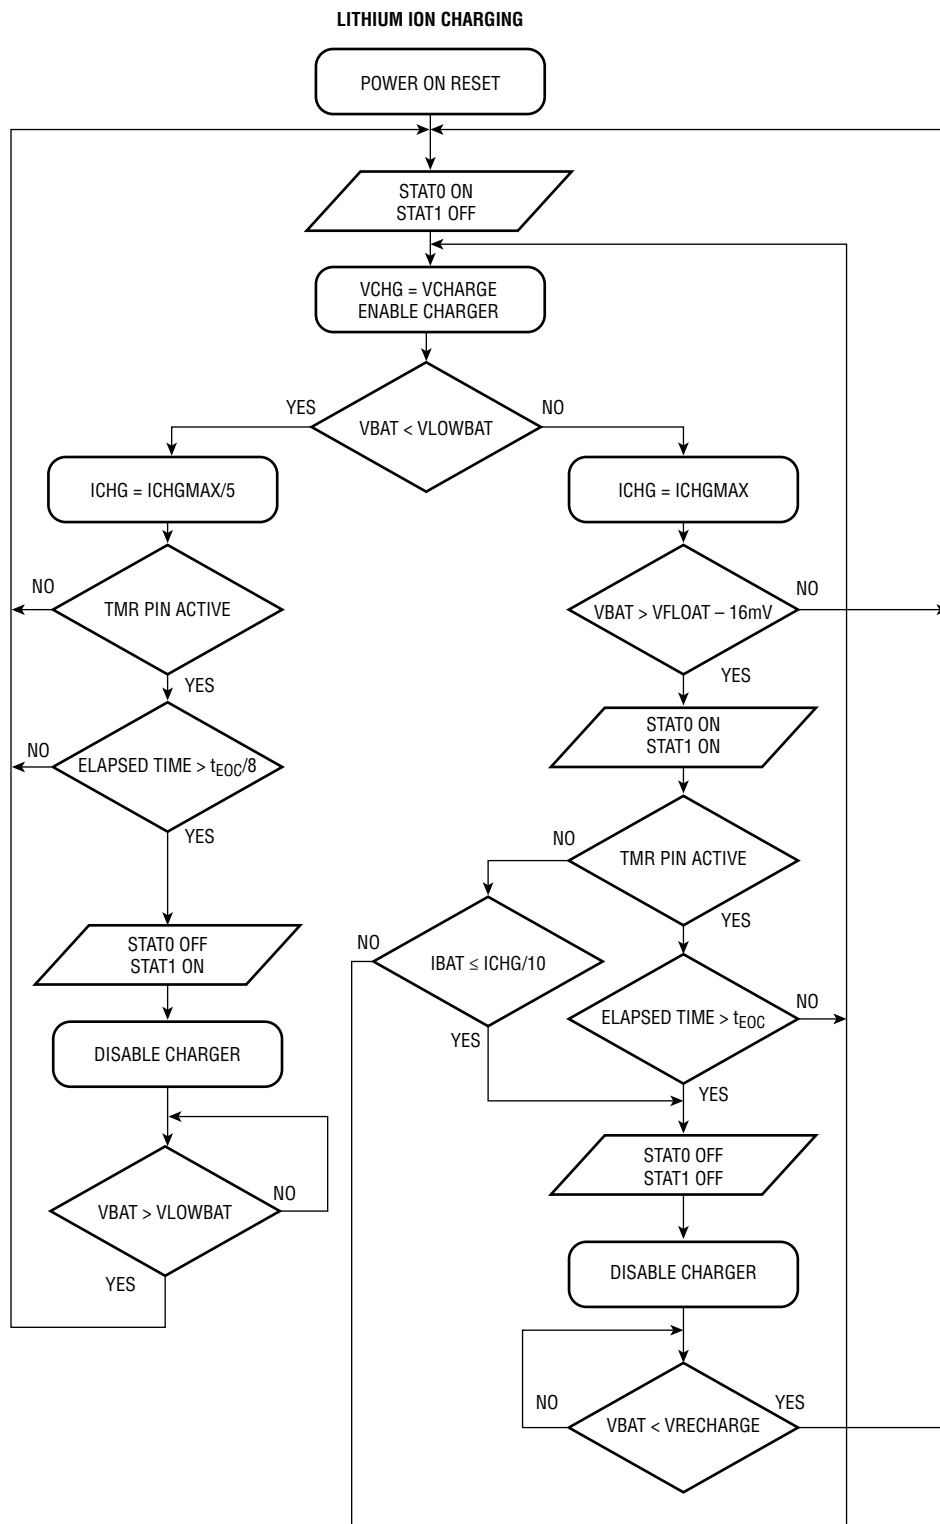 LITHIUM ION CHARGING
POWER ON RESET
STAT0 ON
STAT1 OFF
VCHG = VCHARGE
ENABLE CHARGER
VBAT < VLOWBAT
YES
NO
ICHG = ICHGMAX/5
TMR PIN ACTIVE
NO
YES
ELAPSED TIME > tEOC/8
NO
YES
STAT0 OFF
STAT1 ON
DISABLE CHARGER
VBAT > VLOWBAT
NO
YES
ICHG = ICHGMAX
VBAT > VFLOAT – 16mV
NO
YES
STAT0 ON
STAT1 ON
TMR PIN ACTIVE
NO
YES
IBAT ≤ ICHG/10
NO
YES
ELAPSED TIME > tEOC
NO
YES
STAT0 OFF
STAT1 OFF
DISABLE CHARGER
VBAT < VRECHARGE
NO
YES